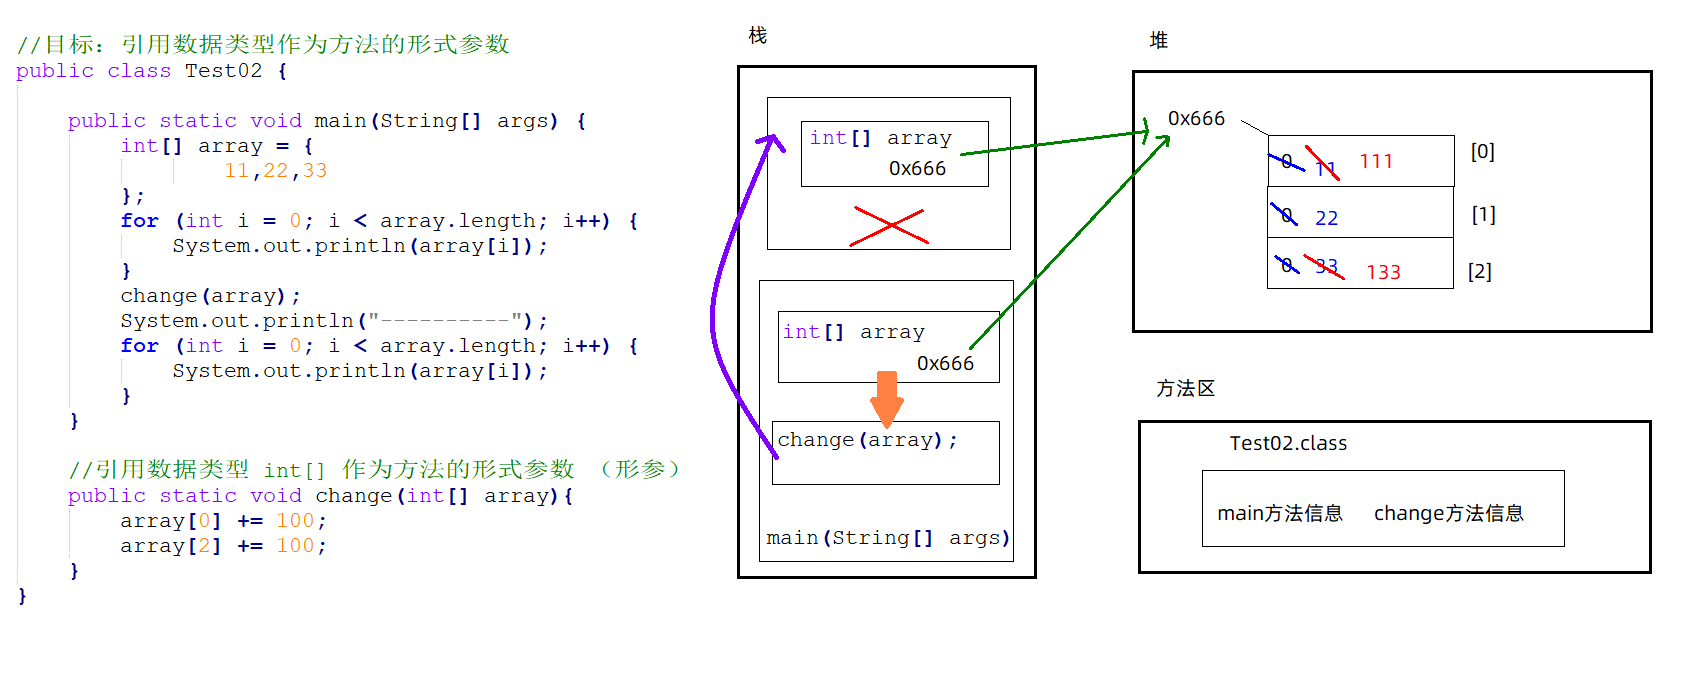 //目标：引用数据类型作为方法的形式参数
public class Test02 {
public static void main(String[] args) {
int[] array = {
11,22,33
};
for (int i = 0; i < array.length; i++) {
System.out.println(array[i]);
}
change(array);
System.out.println("----------");
for (int i = 0; i < array.length; i++) {
System.out.println(array[i]);
}
}
//引用数据类型 int[] 作为方法的形式参数 （形参）
public static void change(int[] array){
array[0] += 100;
array[2] += 100;
}
}
栈
int[] array
0x666
int[] array
0x666
change(array);
main(String[] args)
堆
0x666
0 11 111 [0]
0 22 [1]
0 33 133 [2]
方法区
Test02.class
main方法信息 change方法信息